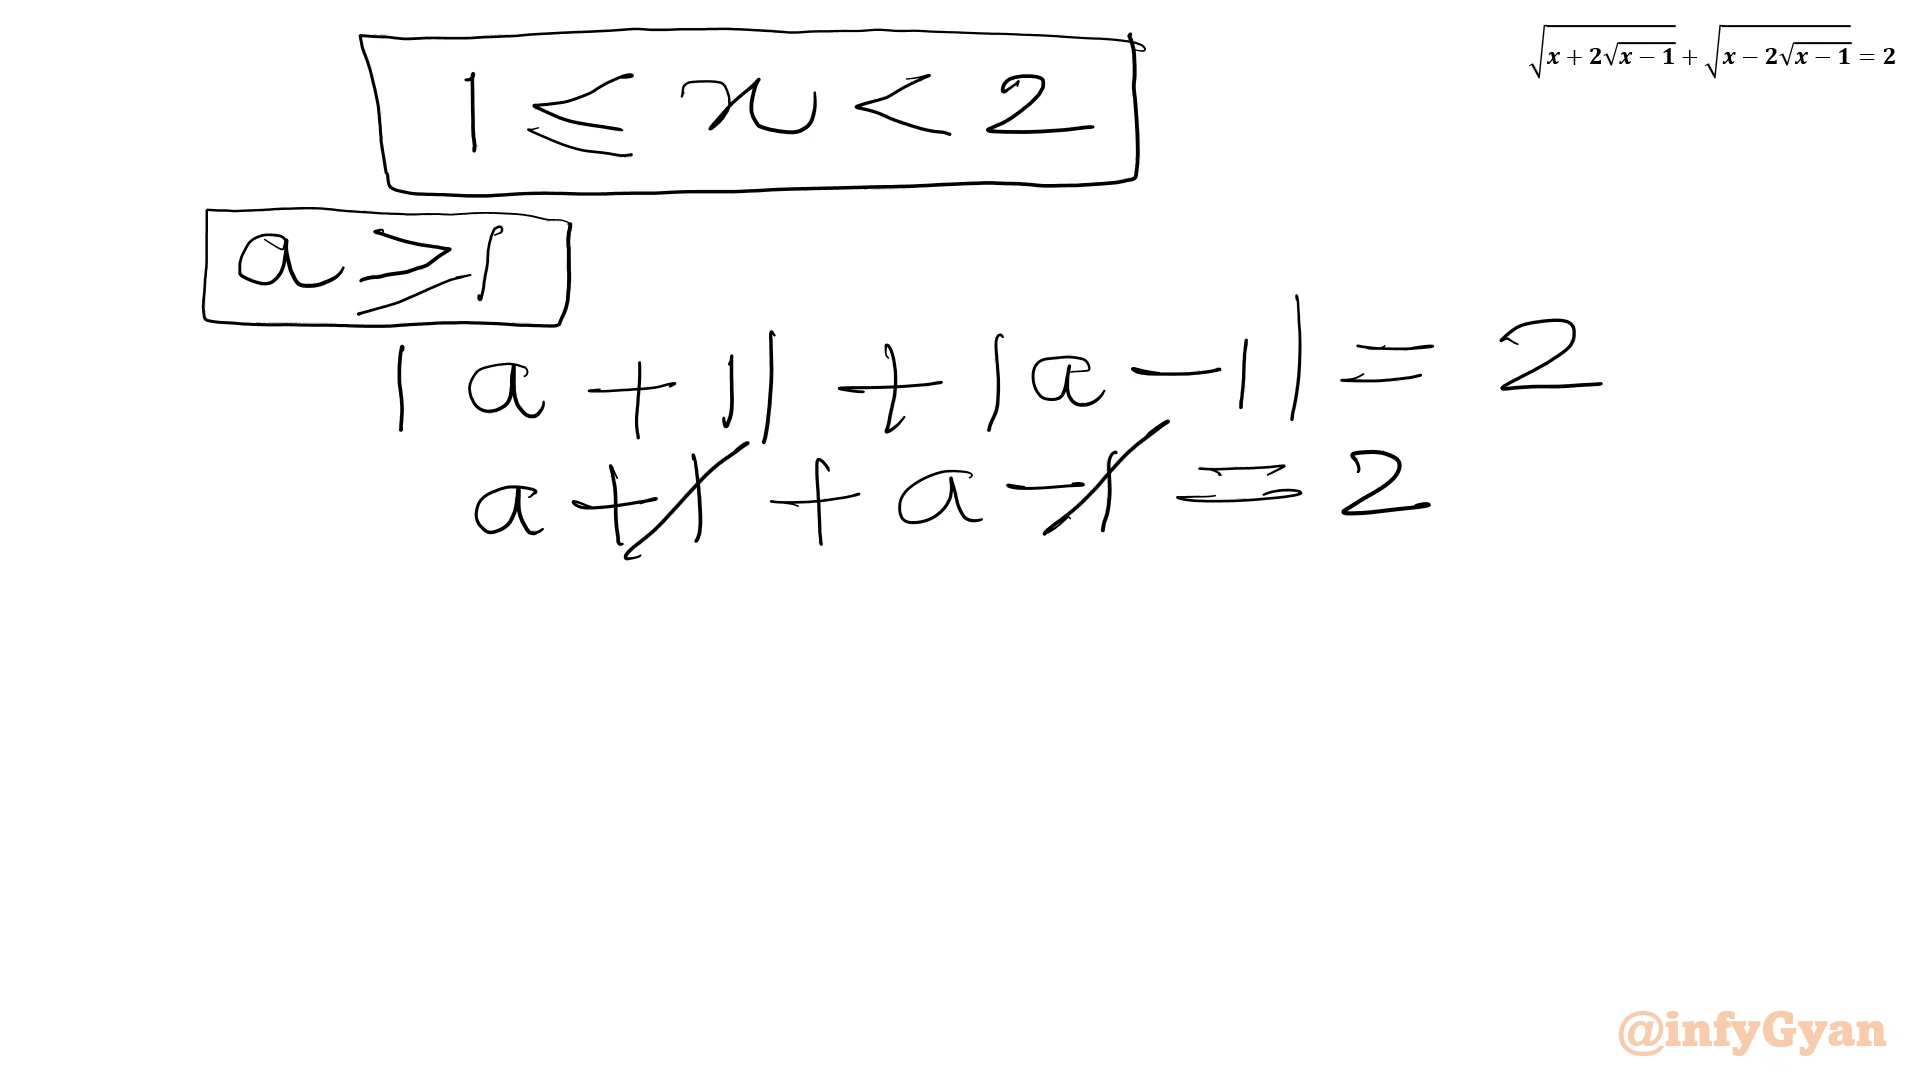 √(x + 2√(x − 1)) + √(x − 2√(x − 1)) = 2
1 ≤ x < 2
a ≥ 1
|a + 1| + |a − 1| = 2
a + 1 + a − 1 = 2
@infyGyan